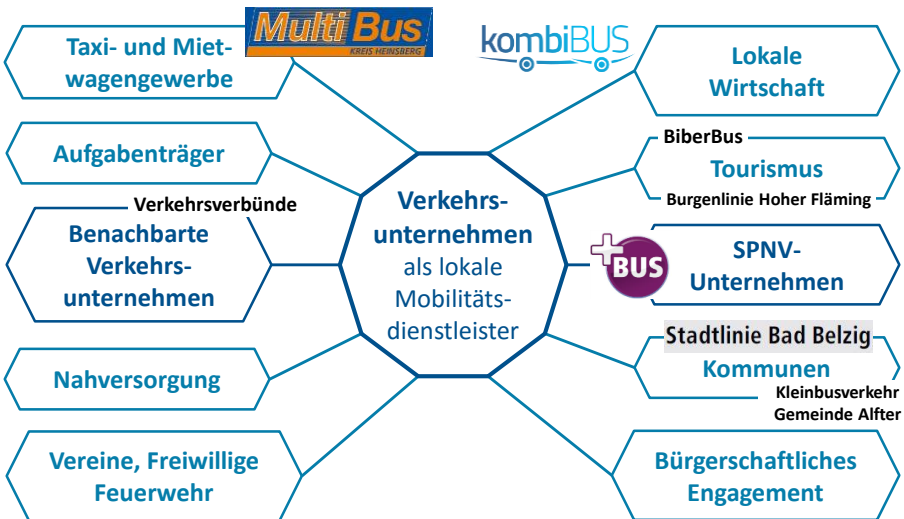 Multi Bus
KREIS HEINSBERG
kombiBUS
Taxi- und Miet-
wagengewerbe
Lokale
Wirtschaft
Aufgabenträger
BiberBus
Tourismus
Burgenlinie Hoher Fläming
Verkehrsverbünde
Benachbarte
Verkehrs-
unternehmen
Verkehrs-
unternehmen
als lokale
Mobilitäts-
dienstleister
+BUS
SPNV-
Unternehmen
Nahversorgung
Stadtlinie Bad Belzig
Kommunen
Kleinbusverkehr
Gemeinde Alfter
Vereine, Freiwillige
Feuerwehr
Bürgerschaftliches
Engagement